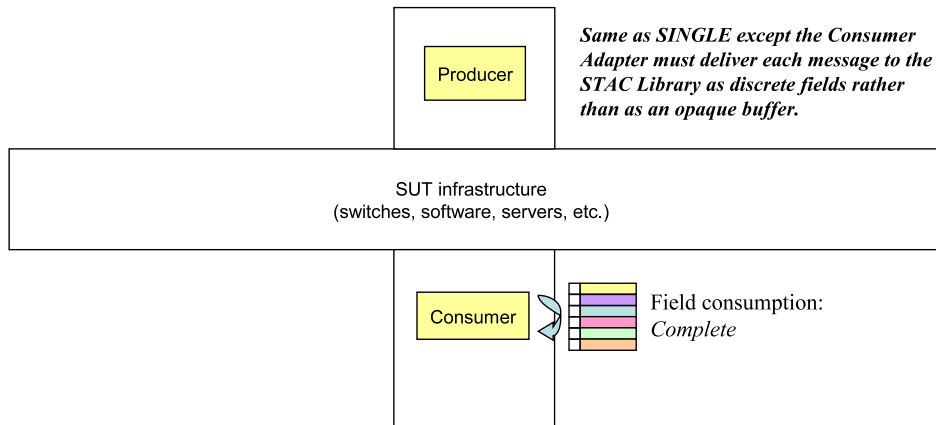 Producer
Same as SINGLE except the Consumer
Adapter must deliver each message to the
STAC Library as discrete fields rather
than as an opaque buffer.
SUT infrastructure
(switches, software, servers, etc.)
Consumer
Field consumption:
Complete